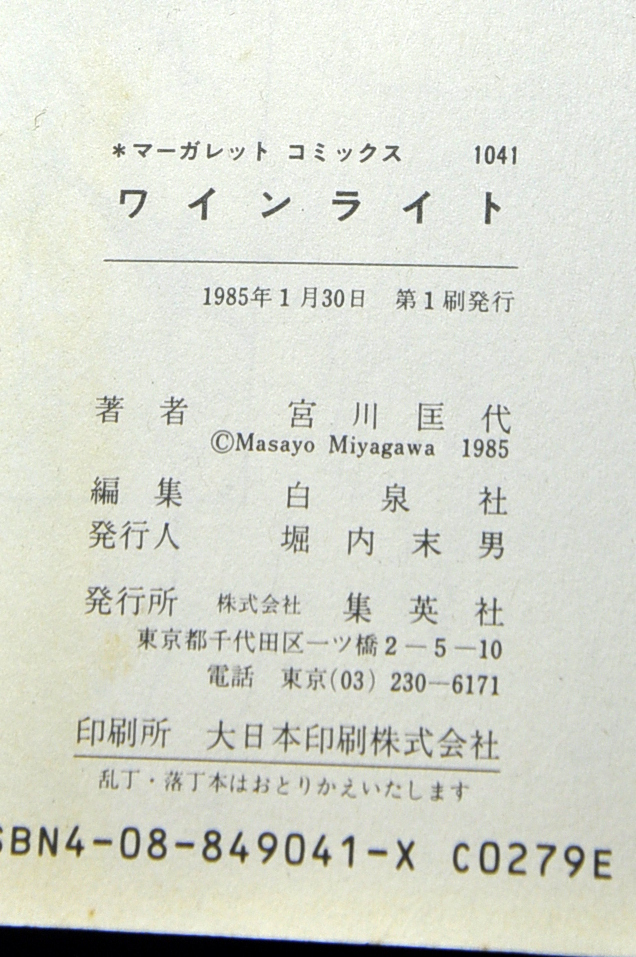 *マーガレット コミックス 1041
ワインライト
1985年1月30日 第1刷発行
著者 宮川匡代
©Masayo Miyagawa 1985
編集 白泉社
発行人 堀内末男
発行所 株式会社 集英社
東京都千代田区一ツ橋2-5-10
電話 東京(03) 230-6171
印刷所 大日本印刷株式会社
乱丁・落丁本はおとりかえいたします
SBN4-08-849041-X C0279E